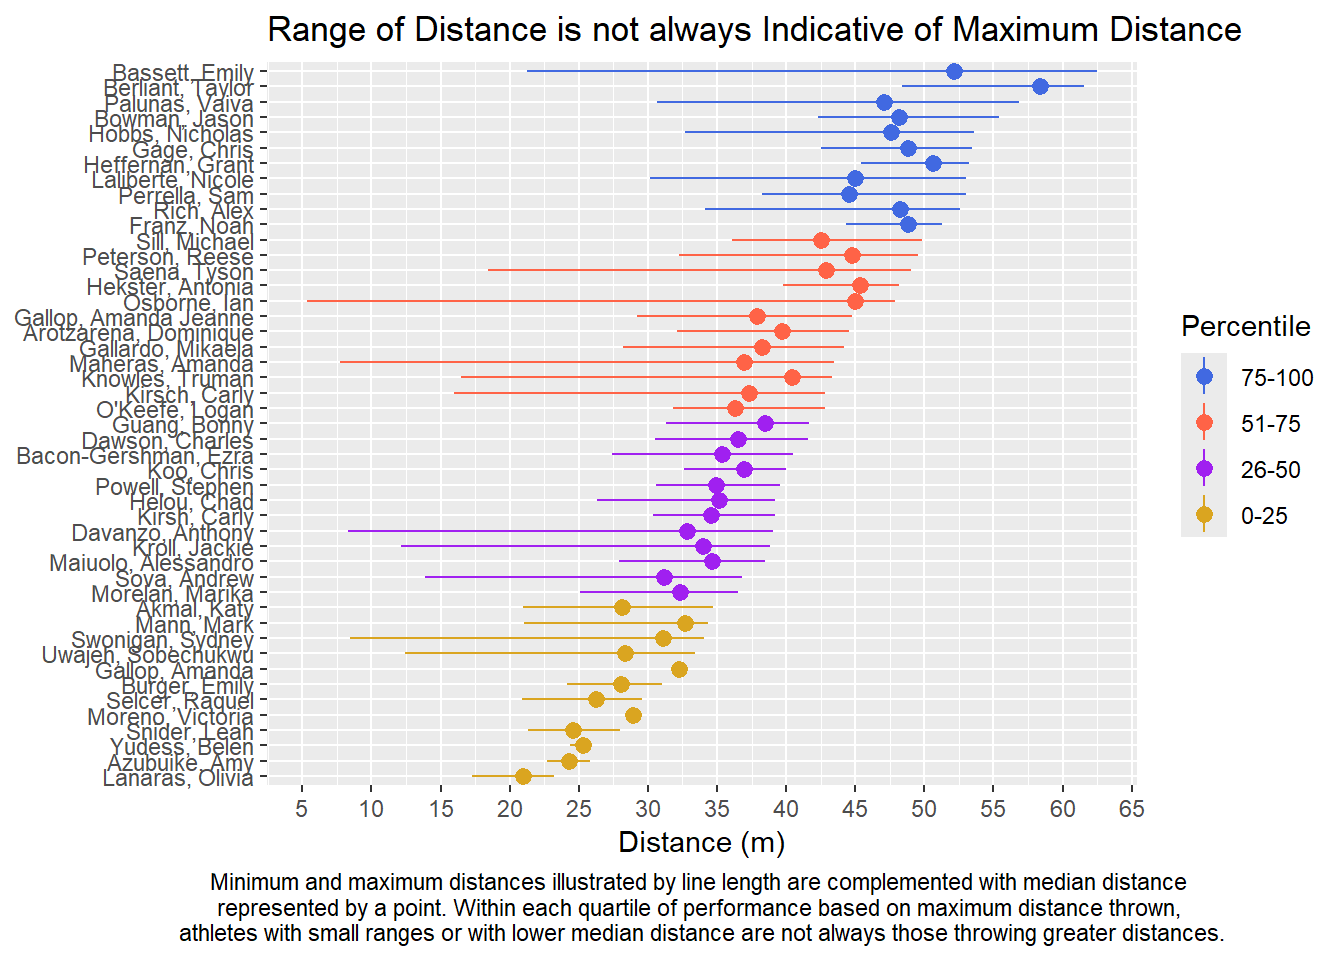 Range of Distance is not always Indicative of Maximum Distance
Bassett, Emily
Berliant, Taylor
Palunas, Vaiva
Bowman, Jason
Hobbs, Nicholas
Gage, Chris
Heffernan, Grant
Laliberte, Nicole
Perrella, Sam
Rich, Alex
Franz, Noah
Sill, Michael
Peterson, Reese
Saena, Tyson
Hekster, Antonia
Osborne, Ian
Gallop, Amanda Jeanne
Arotzarena, Dominique
Gallardo, Mikaela
Maheras, Amanda
Knowles, Truman
Kirsch, Carly
O'Keefe, Logan
Guang, Bonny
Dawson, Charles
Bacon-Gershman, Ezra
Koo, Chris
Powell, Stephen
Helou, Chad
Kirsh, Carly
Davanzo, Anthony
Kroll, Jackie
Maiuolo, Alessandro
Sova, Andrew
Morelan, Marika
Akmal, Katy
Mann, Mark
Swonigan, Sydney
Uwajeh, Sobechukwu
Gallop, Amanda
Burger, Emily
Selcer, Raquel
Moreno, Victoria
Snider, Leah
Yudess, Belen
Azubuike, Amy
Lanaras, Olivia
5 10 15 20 25 30 35 40 45 50 55 60 65
Distance (m)
Percentile
75-100
51-75
26-50
0-25
Minimum and maximum distances illustrated by line length are complemented with median distance
represented by a point. Within each quartile of performance based on maximum distance thrown,
athletes with small ranges or with lower median distance are not always those throwing greater distances.